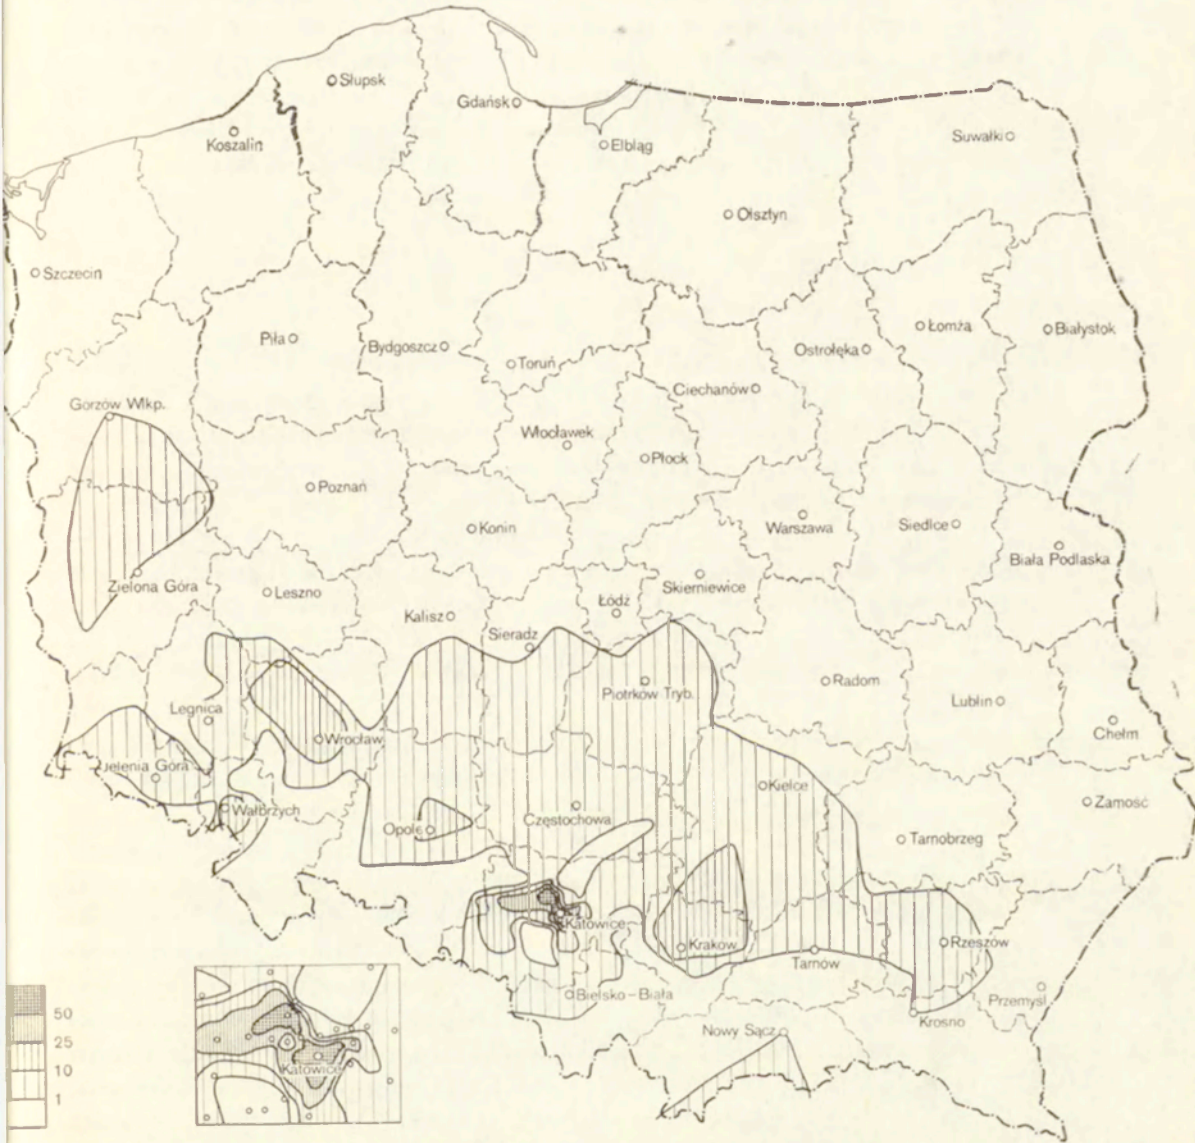 Słupsk
Gdańsk
Koszalin
Elbląg
Suwałki
Olsztyn
Szczecin
Piła
Bydgoszcz
Toruń
Łomża
Białystok
Ostrołęka
Ciechanów
Gorzów Wlkp.
Włocławek
Płock
Poznań
Konin
Warszawa
Siedlce
Biała Podlaska
Zielona Góra
Leszno
Kalisz
Sieradz
Łódź
Skierniewice
Piotrków Tryb.
Radom
Lublin
Chełm
Legnica
Wrocław
Jelenia Góra
Wałbrzych
Opole
Częstochowa
Kielce
Zamość
Tarnobrzeg
Katowice
Kraków
Tarnów
Rzeszów
Bielsko-Biała
Przemyśl
Krosno
Nowy Sącz
Katowice
50
25
10
1